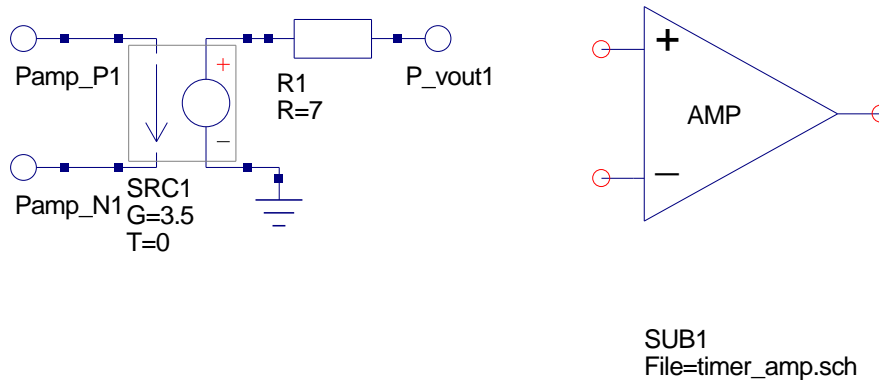 Pamp_P1
Pamp_N1
+
−
SRC1
G=3.5
T=0
R1
R=7
P_vout1
+
AMP
−
SUB1
File=timer_amp.sch